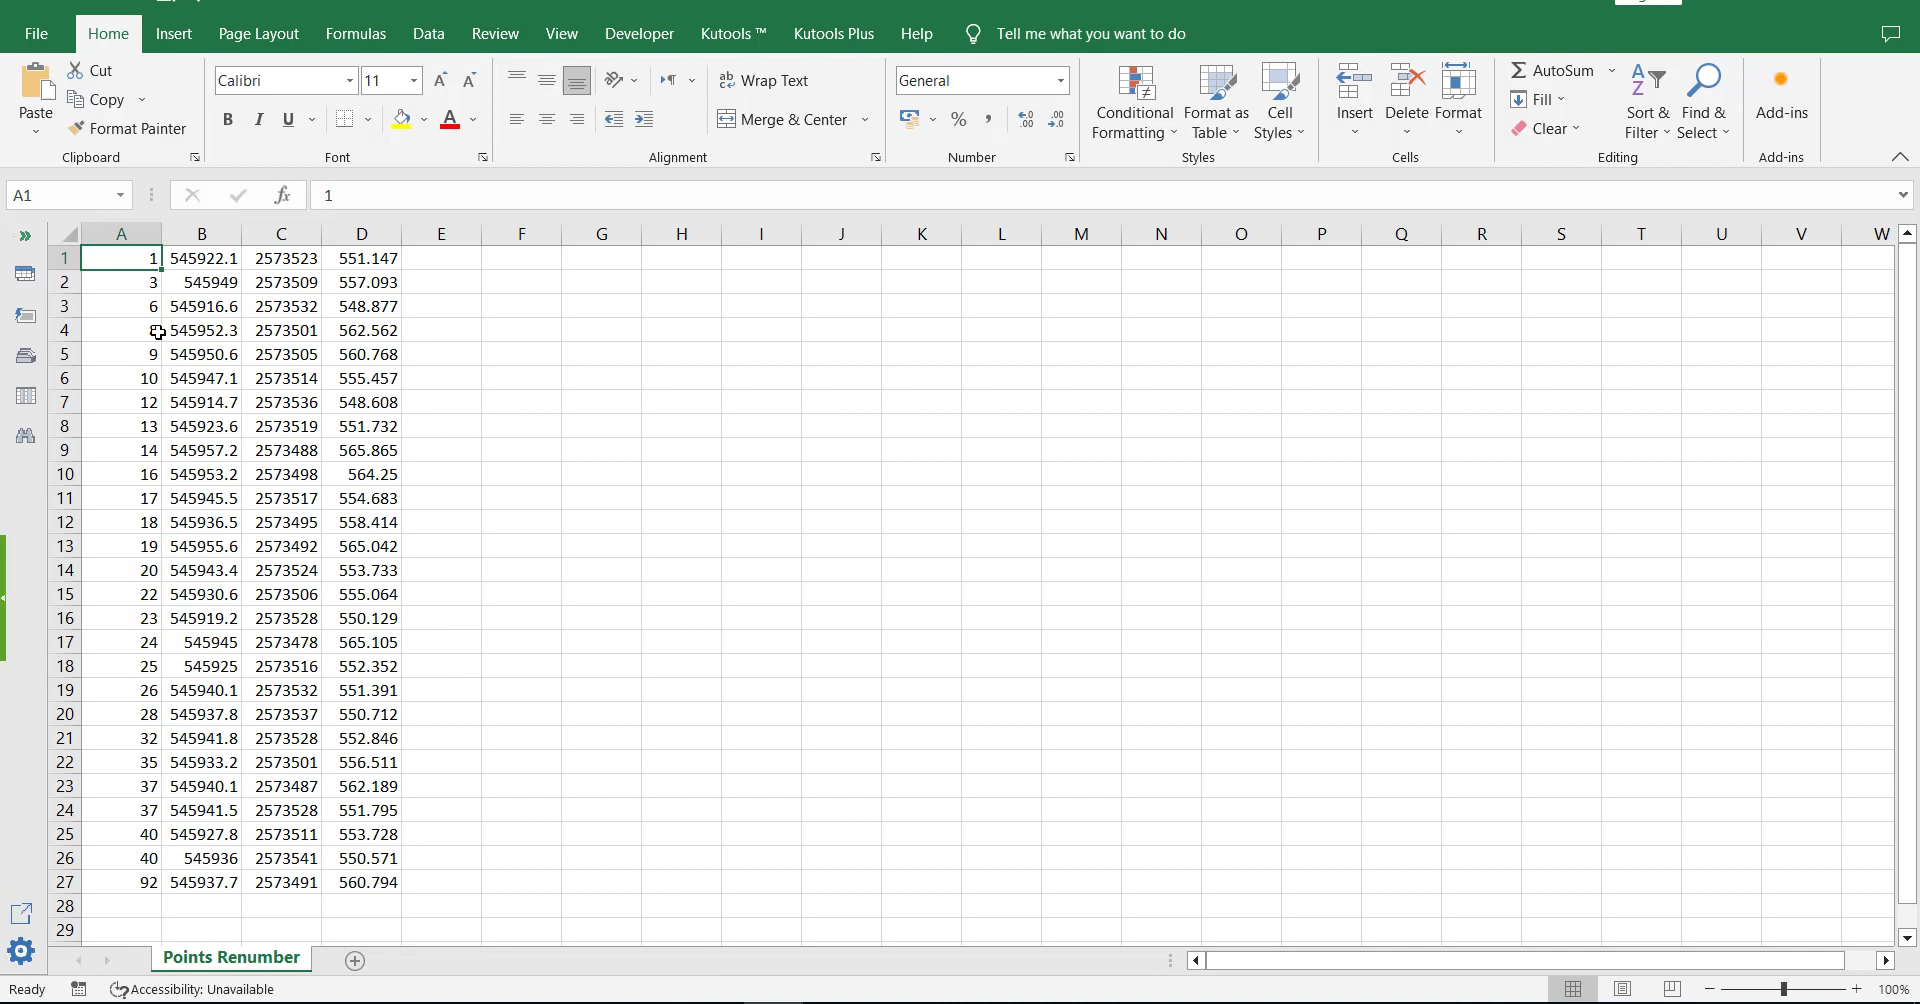 File Home Insert Page Layout Formulas Data Review View Developer Kutools ™ Kutools Plus Help Tell me what you want to do
Paste Cut Copy Format Painter Clipboard
Calibri 11 B I U A Font
ab Wrap Text Merge & Center Alignment
General % , Number
Conditional Formatting Format as Table Cell Styles Styles
Insert Delete Format Cells
AutoSum Fill Clear Sort & Filter Find & Select Editing
Add-ins Add-ins
A1 fx 1
A B C D E F G H I J K L M N O P Q R S T U V W
1 1 545922.1 2573523 551.147
2 3 545949 2573509 557.093
3 6 545916.6 2573532 548.877
4 545952.3 2573501 562.562
5 9 545950.6 2573505 560.768
6 10 545947.1 2573514 555.457
7 12 545914.7 2573536 548.608
8 13 545923.6 2573519 551.732
9 14 545957.2 2573488 565.865
10 16 545953.2 2573498 564.25
11 17 545945.5 2573517 554.683
12 18 545936.5 2573495 558.414
13 19 545955.6 2573492 565.042
14 20 545943.4 2573524 553.733
15 22 545930.6 2573506 555.064
16 23 545919.2 2573528 550.129
17 24 545945 2573478 565.105
18 25 545925 2573516 552.352
19 26 545940.1 2573532 551.391
20 28 545937.8 2573537 550.712
21 32 545941.8 2573528 552.846
22 35 545933.2 2573501 556.511
23 37 545940.1 2573487 562.189
24 37 545941.5 2573528 551.795
25 40 545927.8 2573511 553.728
26 40 545936 2573541 550.571
27 92 545937.7 2573491 560.794
28
29
Points Renumber
Ready Accessibility: Unavailable 100%